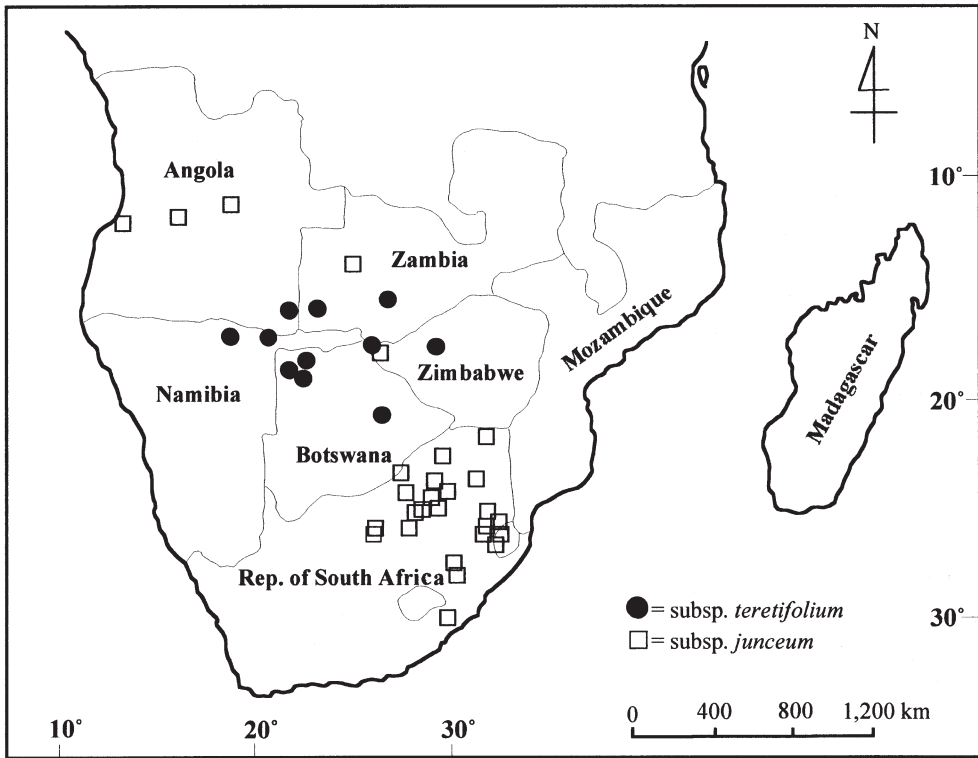 N
Angola
10°
Zambia
Mozambique
Zimbabwe
Namibia
Madagascar
20°
Botswana
Rep. of South Africa
= subsp. teretifolium
30°
= subsp. junceum
10° 20° 30°
0 400 800 1,200 km